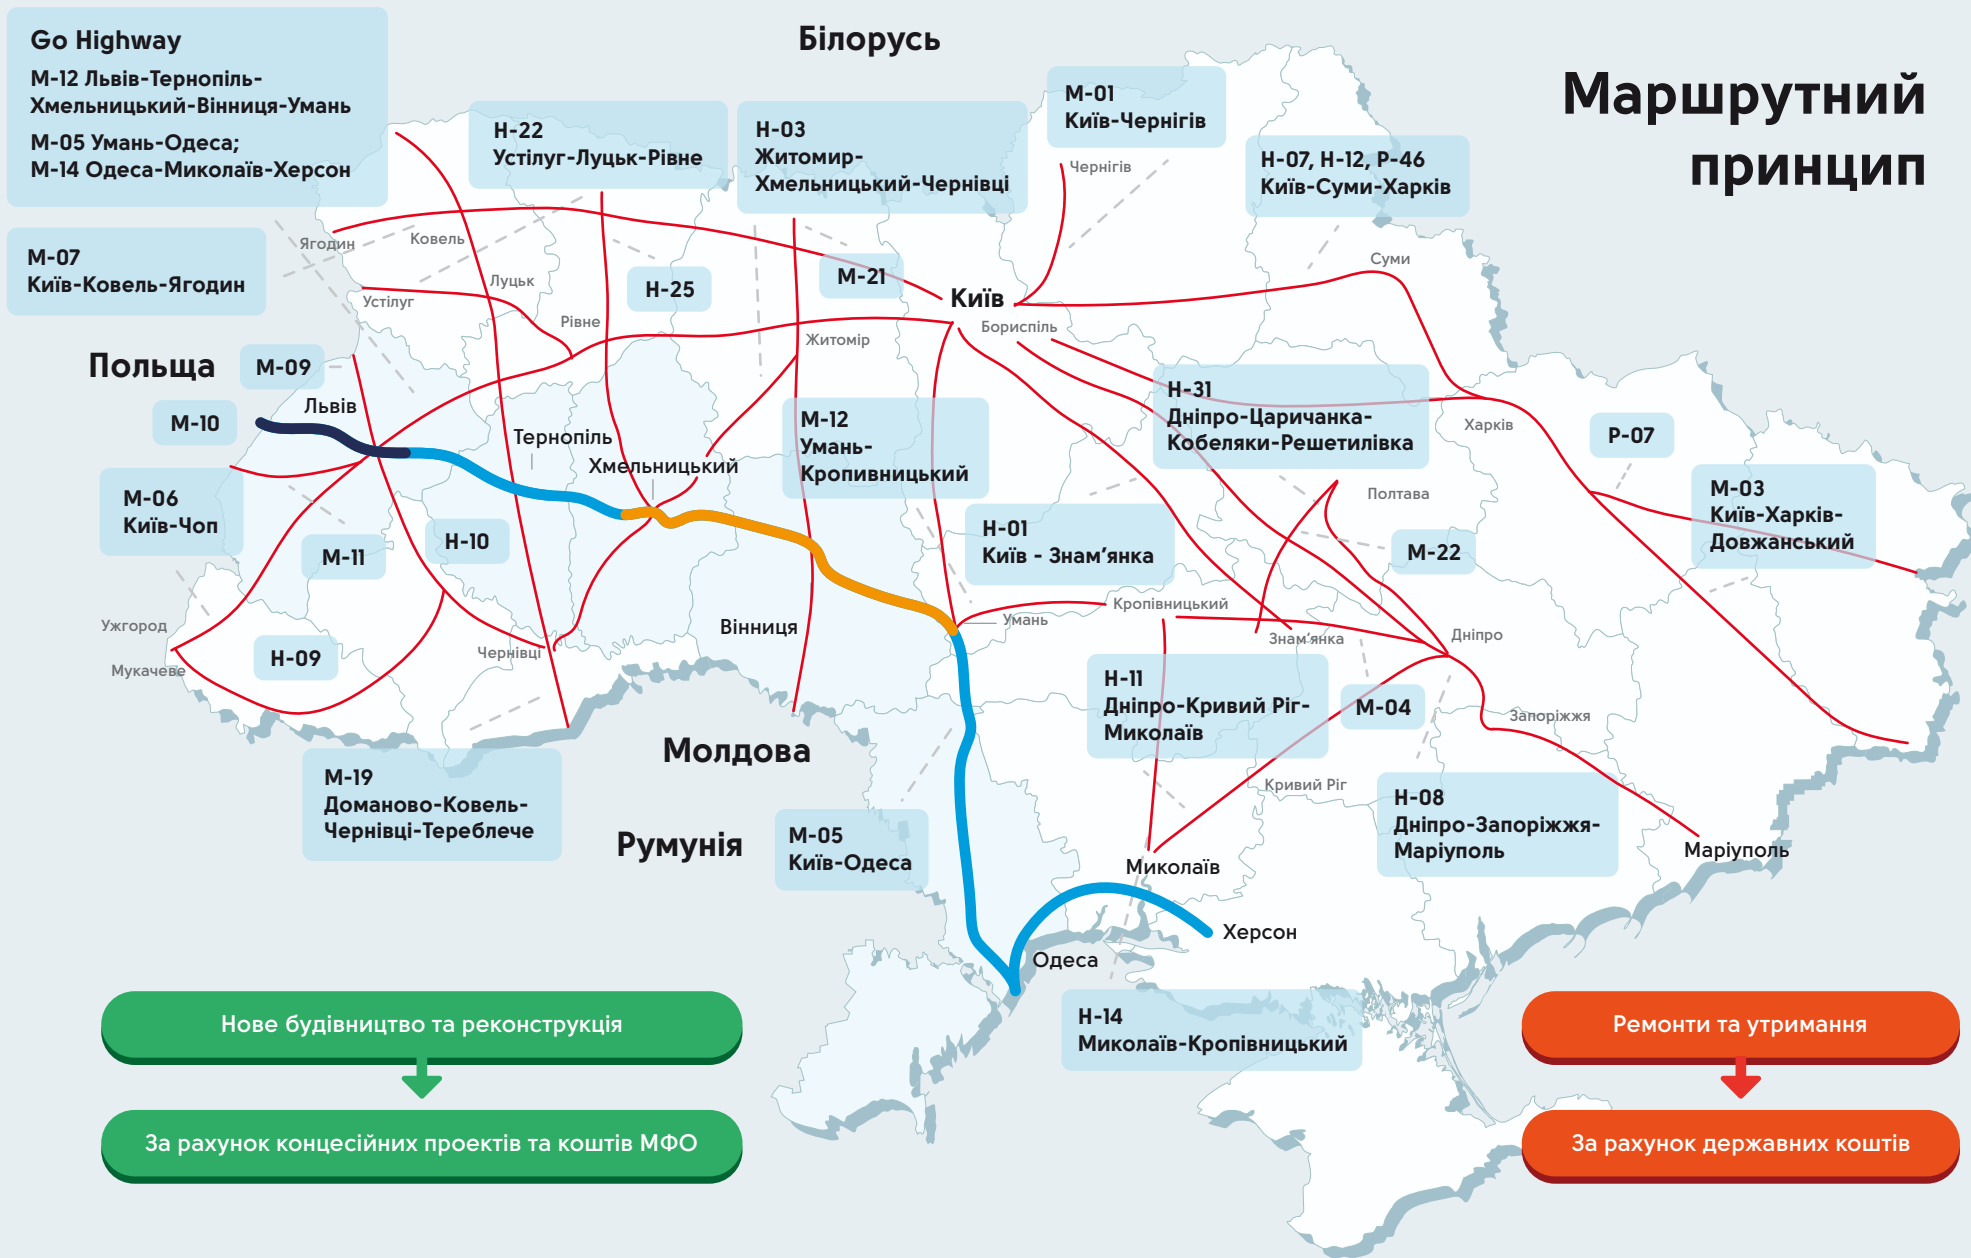 Маршрутний
принцип
Go Highway
М-12 Львів-Тернопіль-
Хмельницький-Вінниця-Умань
М-05 Умань-Одеса;
М-14 Одеса-Миколаїв-Херсон
Білорусь
Н-22
Устілуг-Луцьк-Рівне
Н-03
Житомир-
Хмельницький-Чернівці
М-01
Київ-Чернігів
Чернігів
Н-07, Н-12, Р-46
Київ-Суми-Харків
М-07
Київ-Ковель-Ягодин
Ягодин
Ковель
Луцьк
Устілуг
Рівне
Н-25
М-21
Київ
Бориспіль
Суми
Житомір
Польща
М-09
М-10
Львів
Тернопіль
Хмельницький
М-12
Умань-
Кропивницький
Н-31
Дніпро-Царичанка-
Кобеляки-Решетилівка
Харків
Р-07
Полтава
М-03
Київ-Харків-
Довжанський
М-06
Київ-Чоп
М-11
Н-10
Н-01
Київ - Знам’янка
М-22
Ужгород
Мукачеве
Н-09
Чернівці
Вінниця
Умань
Кропівницький
Знам’янка
Дніпро
Н-11
Дніпро-Кривий Ріг-
Миколаїв
М-04
Запоріжжя
Кривий Ріг
М-19
Доманово-Ковель-
Чернівці-Тереблече
Молдова
Румунія
М-05
Київ-Одеса
Н-08
Дніпро-Запоріжжя-
Маріуполь
Маріуполь
Миколаїв
Херсон
Одеса
Н-14
Миколаїв-Кропівницький
Нове будівництво та реконструкція
За рахунок концесійних проектів та коштів МФО
Ремонти та утримання
За рахунок державних коштів